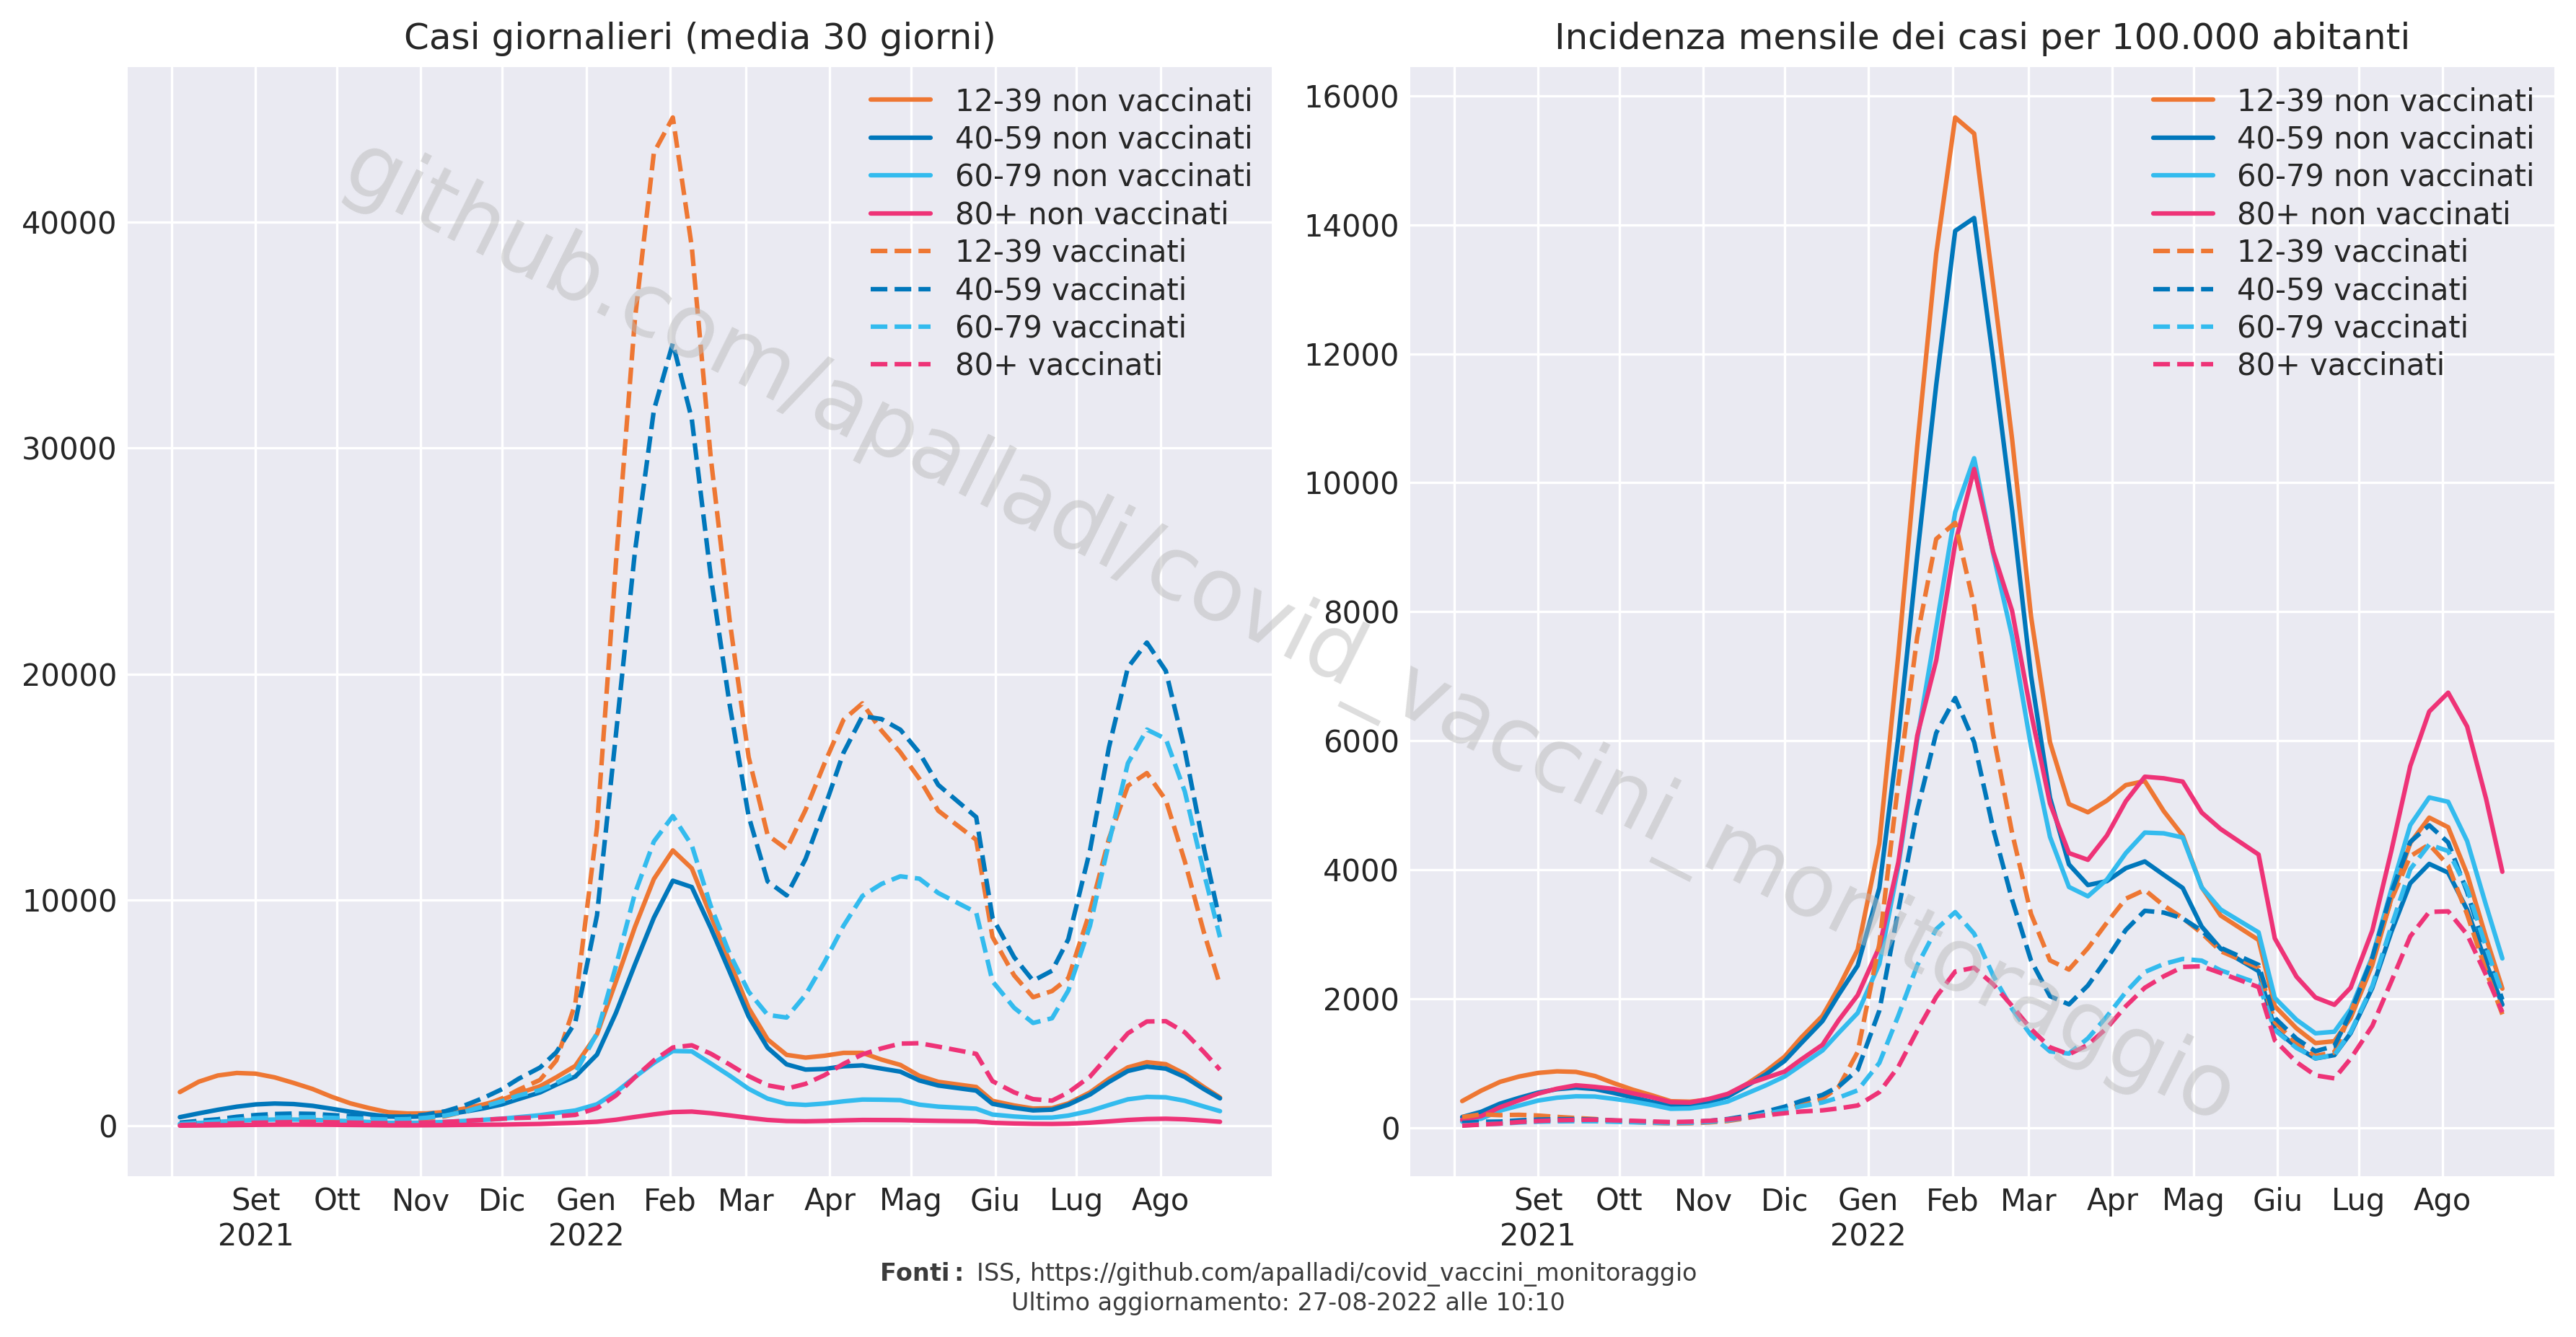 Casi giornalieri (media 30 giorni)
40000
30000
20000
10000
0
12-39 non vaccinati
40-59 non vaccinati
60-79 non vaccinati
80+ non vaccinati
12-39 vaccinati
40-59 vaccinati
60-79 vaccinati
80+ vaccinati
Set Ott Nov Dic Gen Feb Mar Apr Mag Giu Lug Ago
2021 2022
Incidenza mensile dei casi per 100.000 abitanti
16000
14000
12000
10000
8000
6000
4000
2000
0
12-39 non vaccinati
40-59 non vaccinati
60-79 non vaccinati
80+ non vaccinati
12-39 vaccinati
40-59 vaccinati
60-79 vaccinati
80+ vaccinati
Set Ott Nov Dic Gen Feb Mar Apr Mag Giu Lug Ago
2021 2022
github.com/apalladi/covid_vaccini_monitoraggio
Fonti: ISS, https://github.com/apalladi/covid_vaccini_monitoraggio
Ultimo aggiornamento: 27-08-2022 alle 10:10